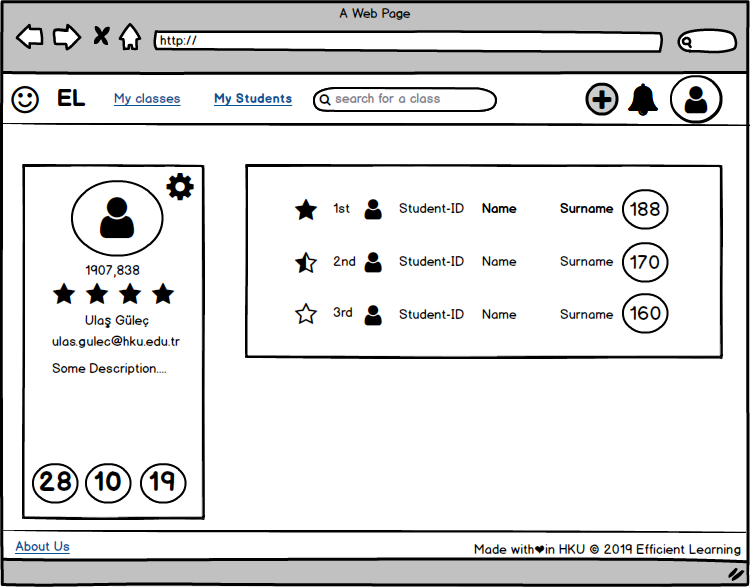 A Web Page
http://
EL My classes My Students search for a class
1907,838
Ulaş Güleç
ulas.gulec@hku.edu.tr
Some Description....
28 10 19
1st Student-ID Name Surname 188
2nd Student-ID Name Surname 170
3rd Student-ID Name Surname 160
About Us
Made with❤in HKU © 2019 Efficient Learning